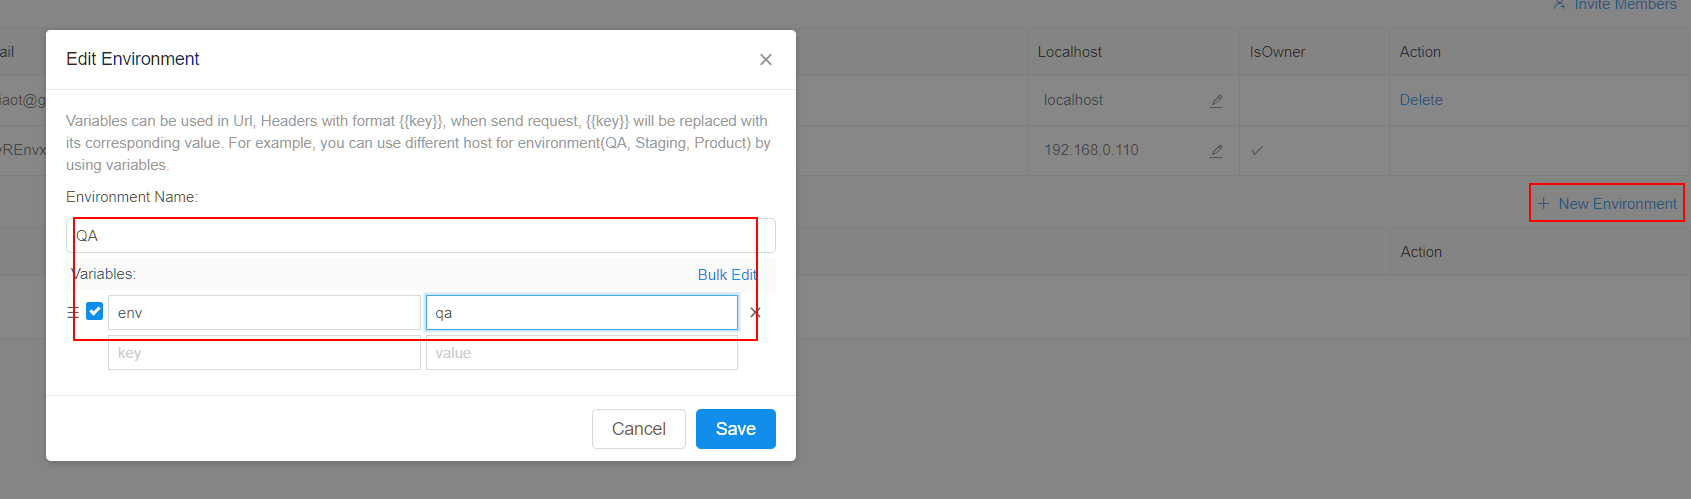 Invite Members
ail
Localhost
IsOwner
Action
Edit Environment
iaot@g
localhost
Delete
Variables can be used in Url, Headers with format {{key}}, when send request, {{key}} will be replaced with
its corresponding value. For example, you can use different host for environment(QA, Staging, Product) by
using variables.
REnvx
192.168.0.110
Environment Name:
New Environment
QA
Action
Variables:
Bulk Edit
env
qa
key
value
Cancel
Save